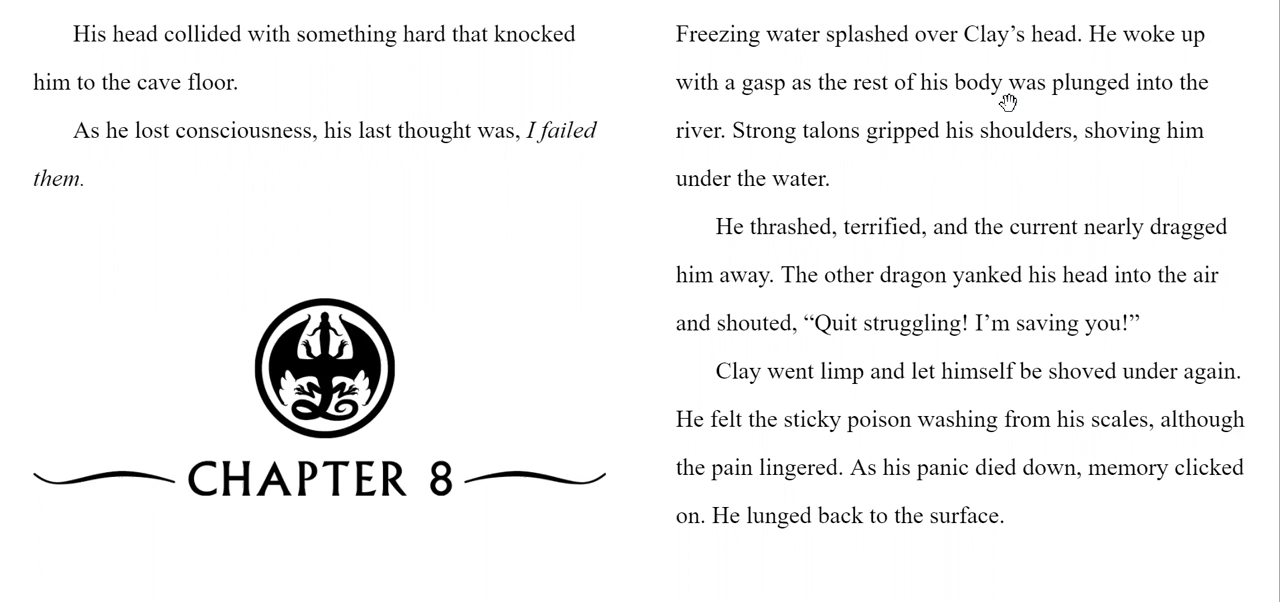 His head collided with something hard that knocked
him to the cave floor.
As he lost consciousness, his last thought was, I failed
them.
CHAPTER 8
Freezing water splashed over Clay’s head. He woke up
with a gasp as the rest of his body was plunged into the
river. Strong talons gripped his shoulders, shoving him
under the water.
He thrashed, terrified, and the current nearly dragged
him away. The other dragon yanked his head into the air
and shouted, “Quit struggling! I’m saving you!”
Clay went limp and let himself be shoved under again.
He felt the sticky poison washing from his scales, although
the pain lingered. As his panic died down, memory clicked
on. He lunged back to the surface.